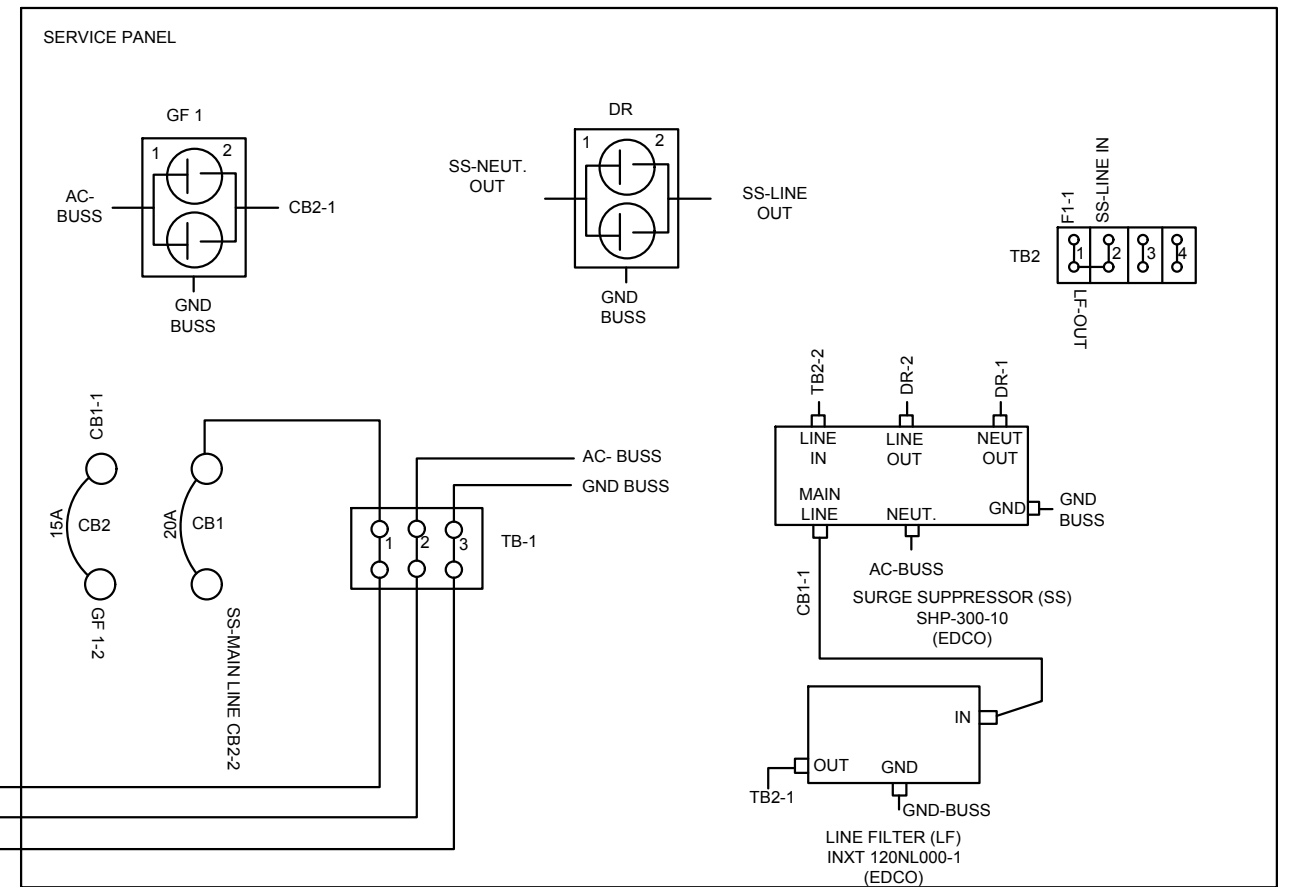 SERVICE PANEL
GF 1
1 2
AC-
BUSS
CB2-1
GND
BUSS
DR
1 2
SS-NEUT.
OUT
SS-LINE
OUT
GND
BUSS
F1-1
SS-LINE IN
TB2
1 2 3 4
LF-OUT
CB1-1
15A
CB2
GF 1-2
20A
CB1
SS-MAIN LINE CB2-2
AC- BUSS
GND BUSS
1 2 3
TB-1
TB2-2
DR-2
DR-1
LINE
IN
LINE
OUT
NEUT
OUT
MAIN
LINE
NEUT.
GND
GND
BUSS
AC-BUSS
CB1-1
SURGE SUPPRESSOR (SS)
SHP-300-10
(EDCO)
IN
OUT
GND
TB2-1
GND-BUSS
LINE FILTER (LF)
INXT 120NL000-1
(EDCO)